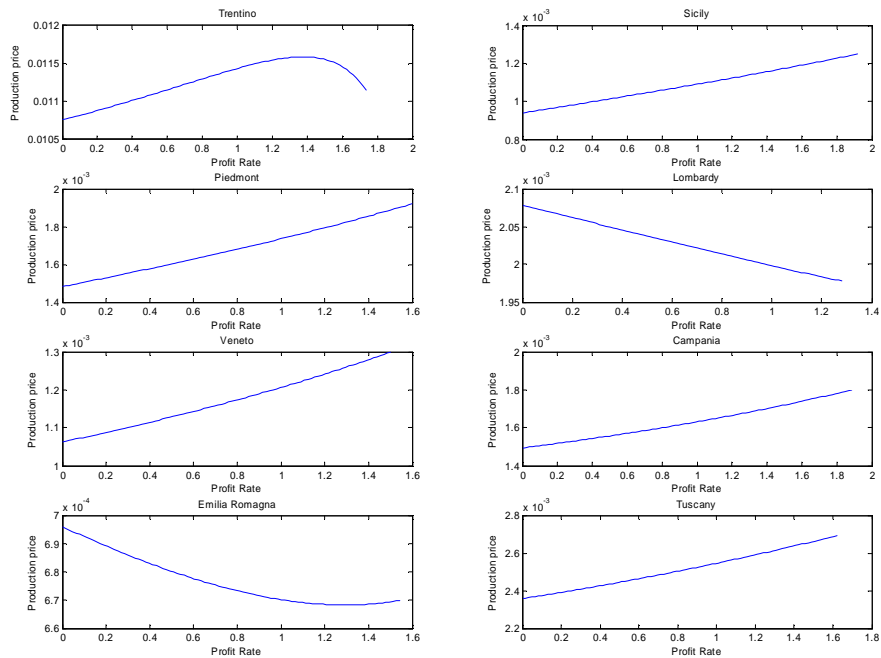 Trentino
0.012
0.0115
0.011
0.0105
Production price
0 0.2 0.4 0.6 0.8 1 1.2 1.4 1.6 1.8 2
Profit Rate
Sicily
x 10-3
1.4
1.2
1
0.8
Production price
0 0.2 0.4 0.6 0.8 1 1.2 1.4 1.6 1.8 2
Profit Rate
Piedmont
x 10-3
2
1.8
1.6
1.4
Production price
0 0.2 0.4 0.6 0.8 1 1.2 1.4 1.6
Profit Rate
Lombardy
x 10-3
2.1
2.05
2
1.95
Production price
0 0.2 0.4 0.6 0.8 1 1.2 1.4
Profit Rate
Veneto
x 10-3
1.3
1.2
1.1
1
Production price
0 0.2 0.4 0.6 0.8 1 1.2 1.4 1.6
Profit Rate
Campania
x 10-3
2
1.8
1.6
1.4
Production price
0 0.2 0.4 0.6 0.8 1 1.2 1.4 1.6 1.8 2
Profit Rate
Emilia Romagna
x 10-4
7
6.9
6.8
6.7
6.6
Production price
0 0.2 0.4 0.6 0.8 1 1.2 1.4 1.6
Profit Rate
Tuscany
x 10-3
2.8
2.6
2.4
2.2
Production price
0 0.2 0.4 0.6 0.8 1 1.2 1.4 1.6 1.8
Profit Rate